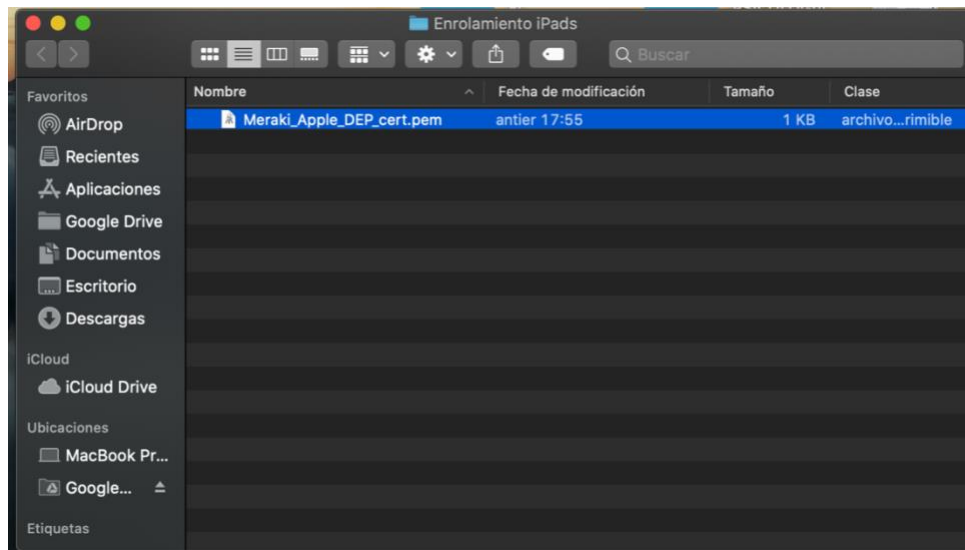 Enrolamiento iPads
Buscar
Favoritos
AirDrop
Recientes
Aplicaciones
Google Drive
Documentos
Escritorio
Descargas
iCloud
iCloud Drive
Ubicaciones
MacBook Pr...
Google...
Etiquetas
Nombre Fecha de modificación Tamaño Clase
Meraki_Apple_DEP_cert.pem antier 17:55 1 KB archivo...rimible